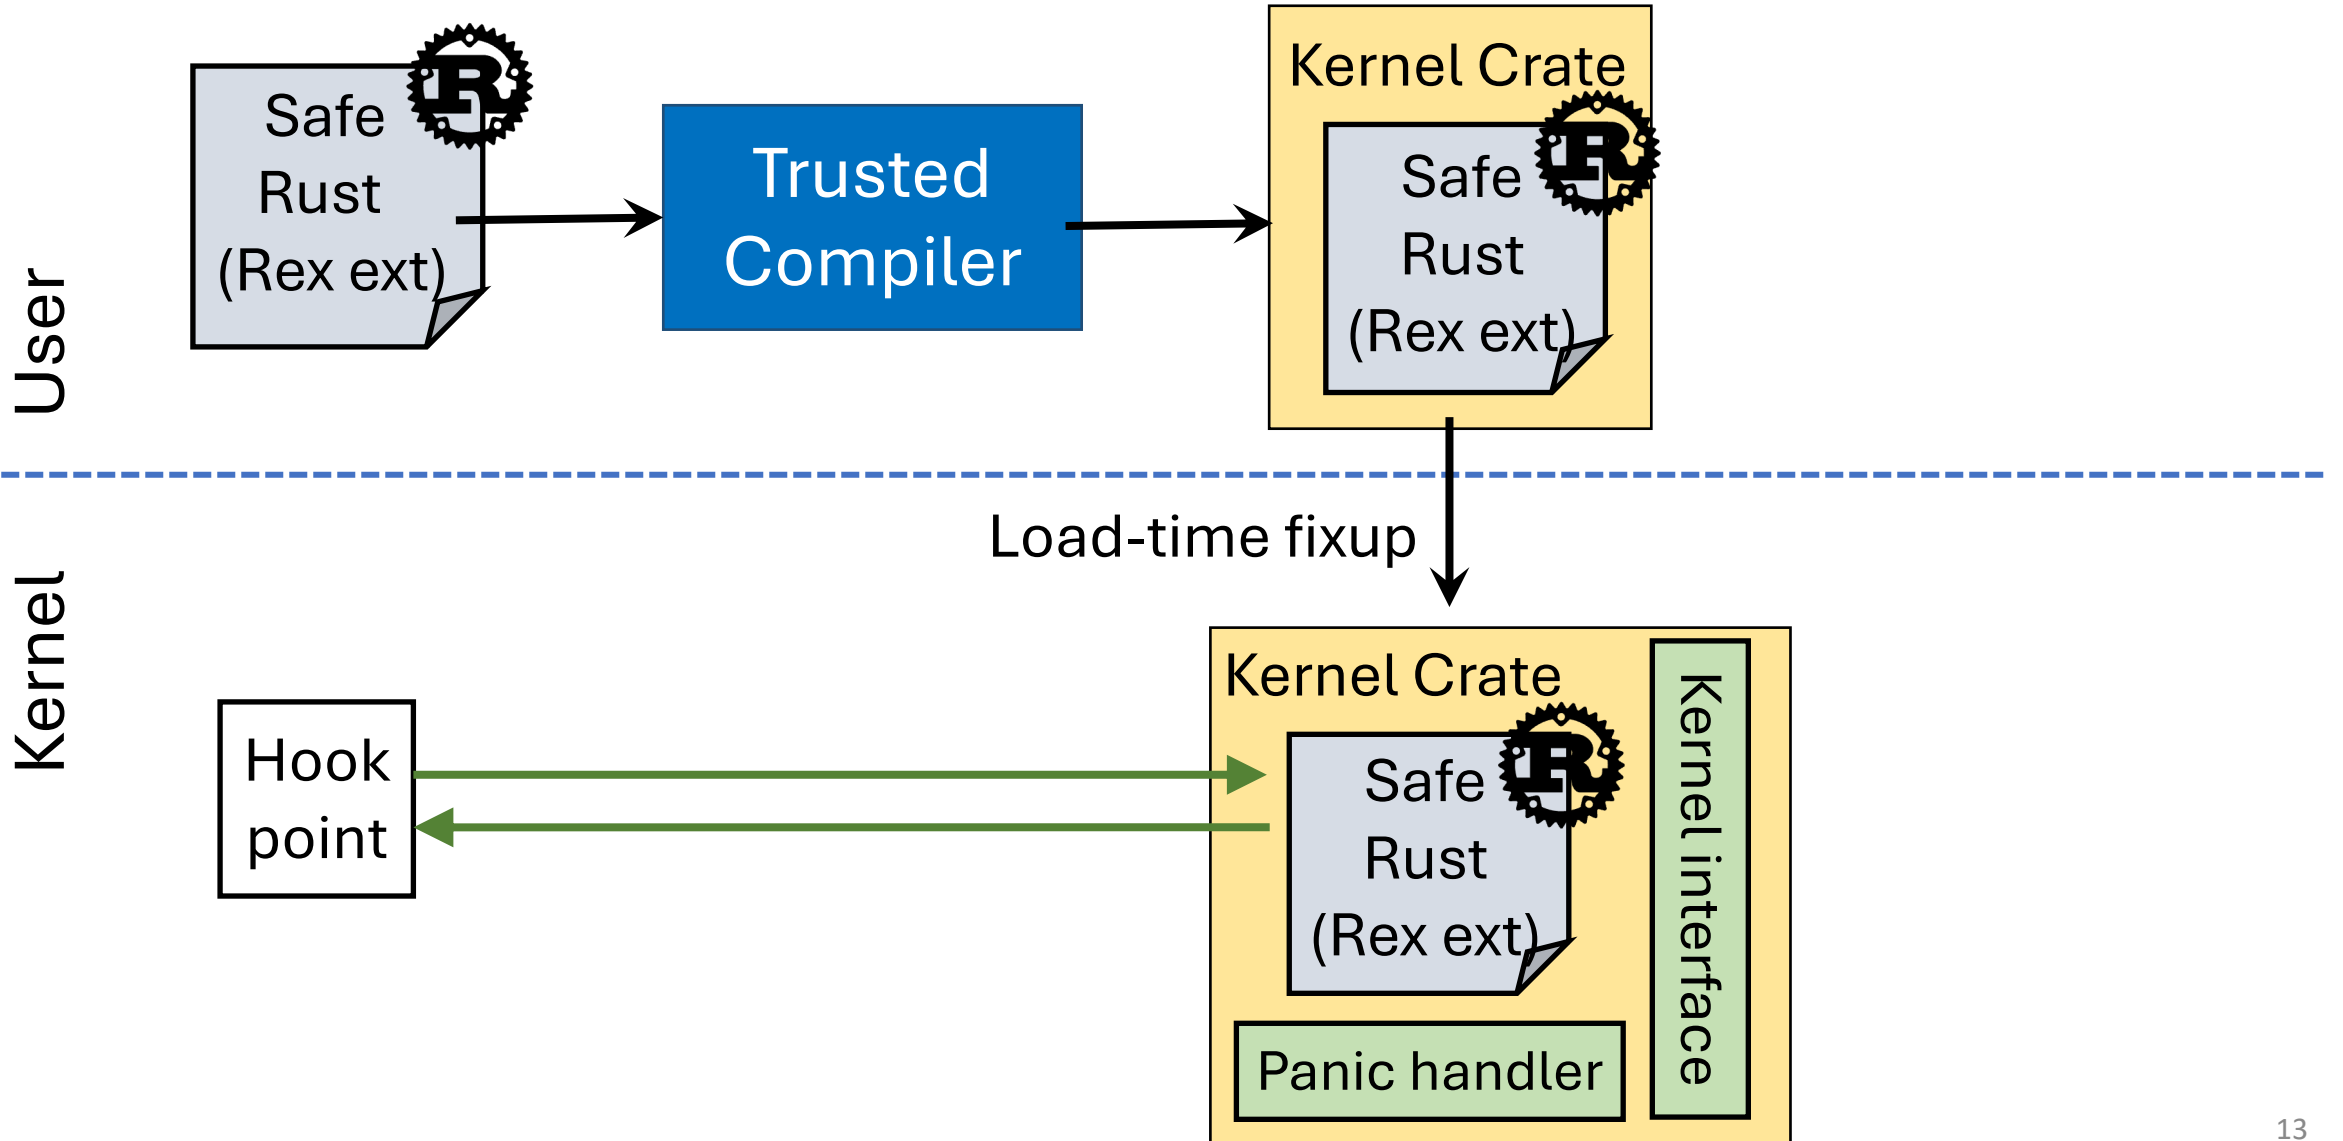 User
Safe
Rust
(Rex ext)
Trusted
Compiler
Kernel Crate
Safe
Rust
(Rex ext)
Load-time fixup
Kernel
Hook
point
Kernel Crate
Safe
Rust
(Rex ext)
Panic handler
Kernel interface
13